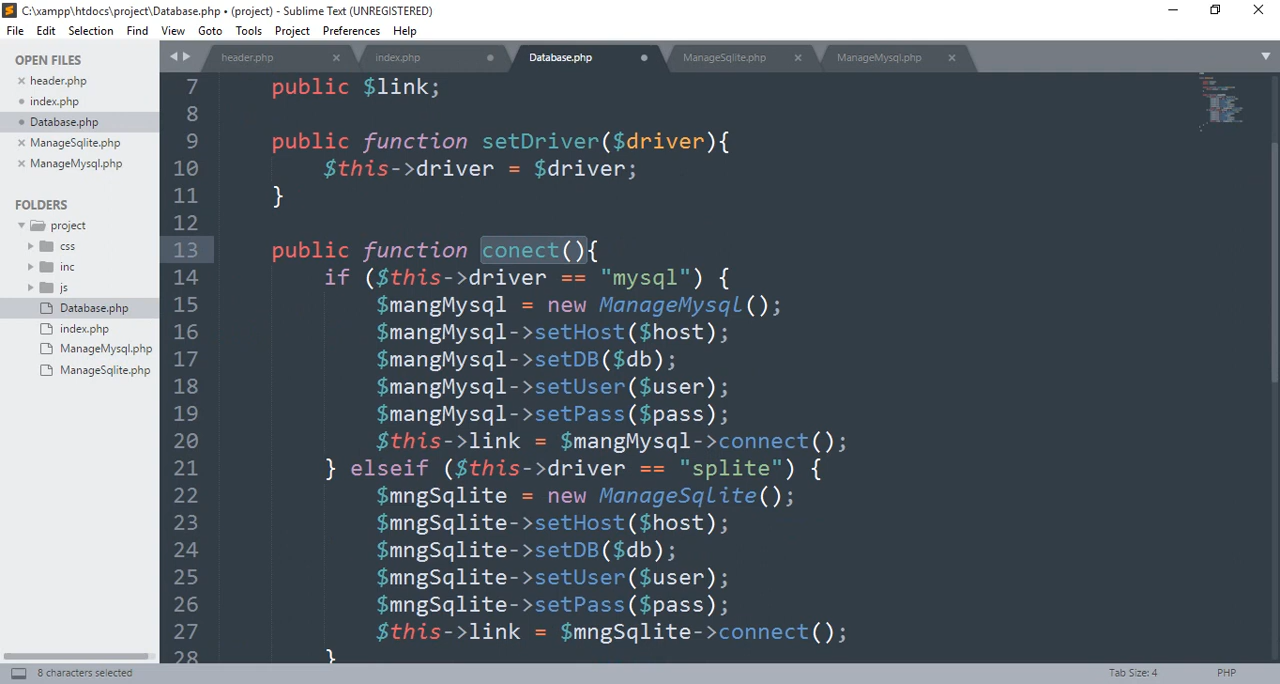 C:\xampp\htdocs\project\Database.php • (project) - Sublime Text (UNREGISTERED)
File Edit Selection Find View Goto Tools Project Preferences Help
OPEN FILES
header.php
index.php
Database.php
ManageSqlite.php
ManageMysql.php
FOLDERS
project
css
inc
js
Database.php
index.php
ManageMysql.php
ManageSqlite.php
header.php index.php Database.php ManageSqlite.php ManageMysql.php
7 public $link;
8
9 public function setDriver($driver){
10 $this->driver = $driver;
11 }
12
13 public function conect(){
14 if ($this->driver == "mysql") {
15 $mangMysql = new ManageMysql();
16 $mangMysql->setHost($host);
17 $mangMysql->setDB($db);
18 $mangMysql->setUser($user);
19 $mangMysql->setPass($pass);
20 $this->link = $mangMysql->connect();
21 } elseif ($this->driver == "splite") {
22 $mngSqlite = new ManageSqlite();
23 $mngSqlite->setHost($host);
24 $mngSqlite->setDB($db);
25 $mngSqlite->setUser($user);
26 $mngSqlite->setPass($pass);
27 $this->link = $mngSqlite->connect();
28 }
8 characters selected Tab Size: 4 PHP